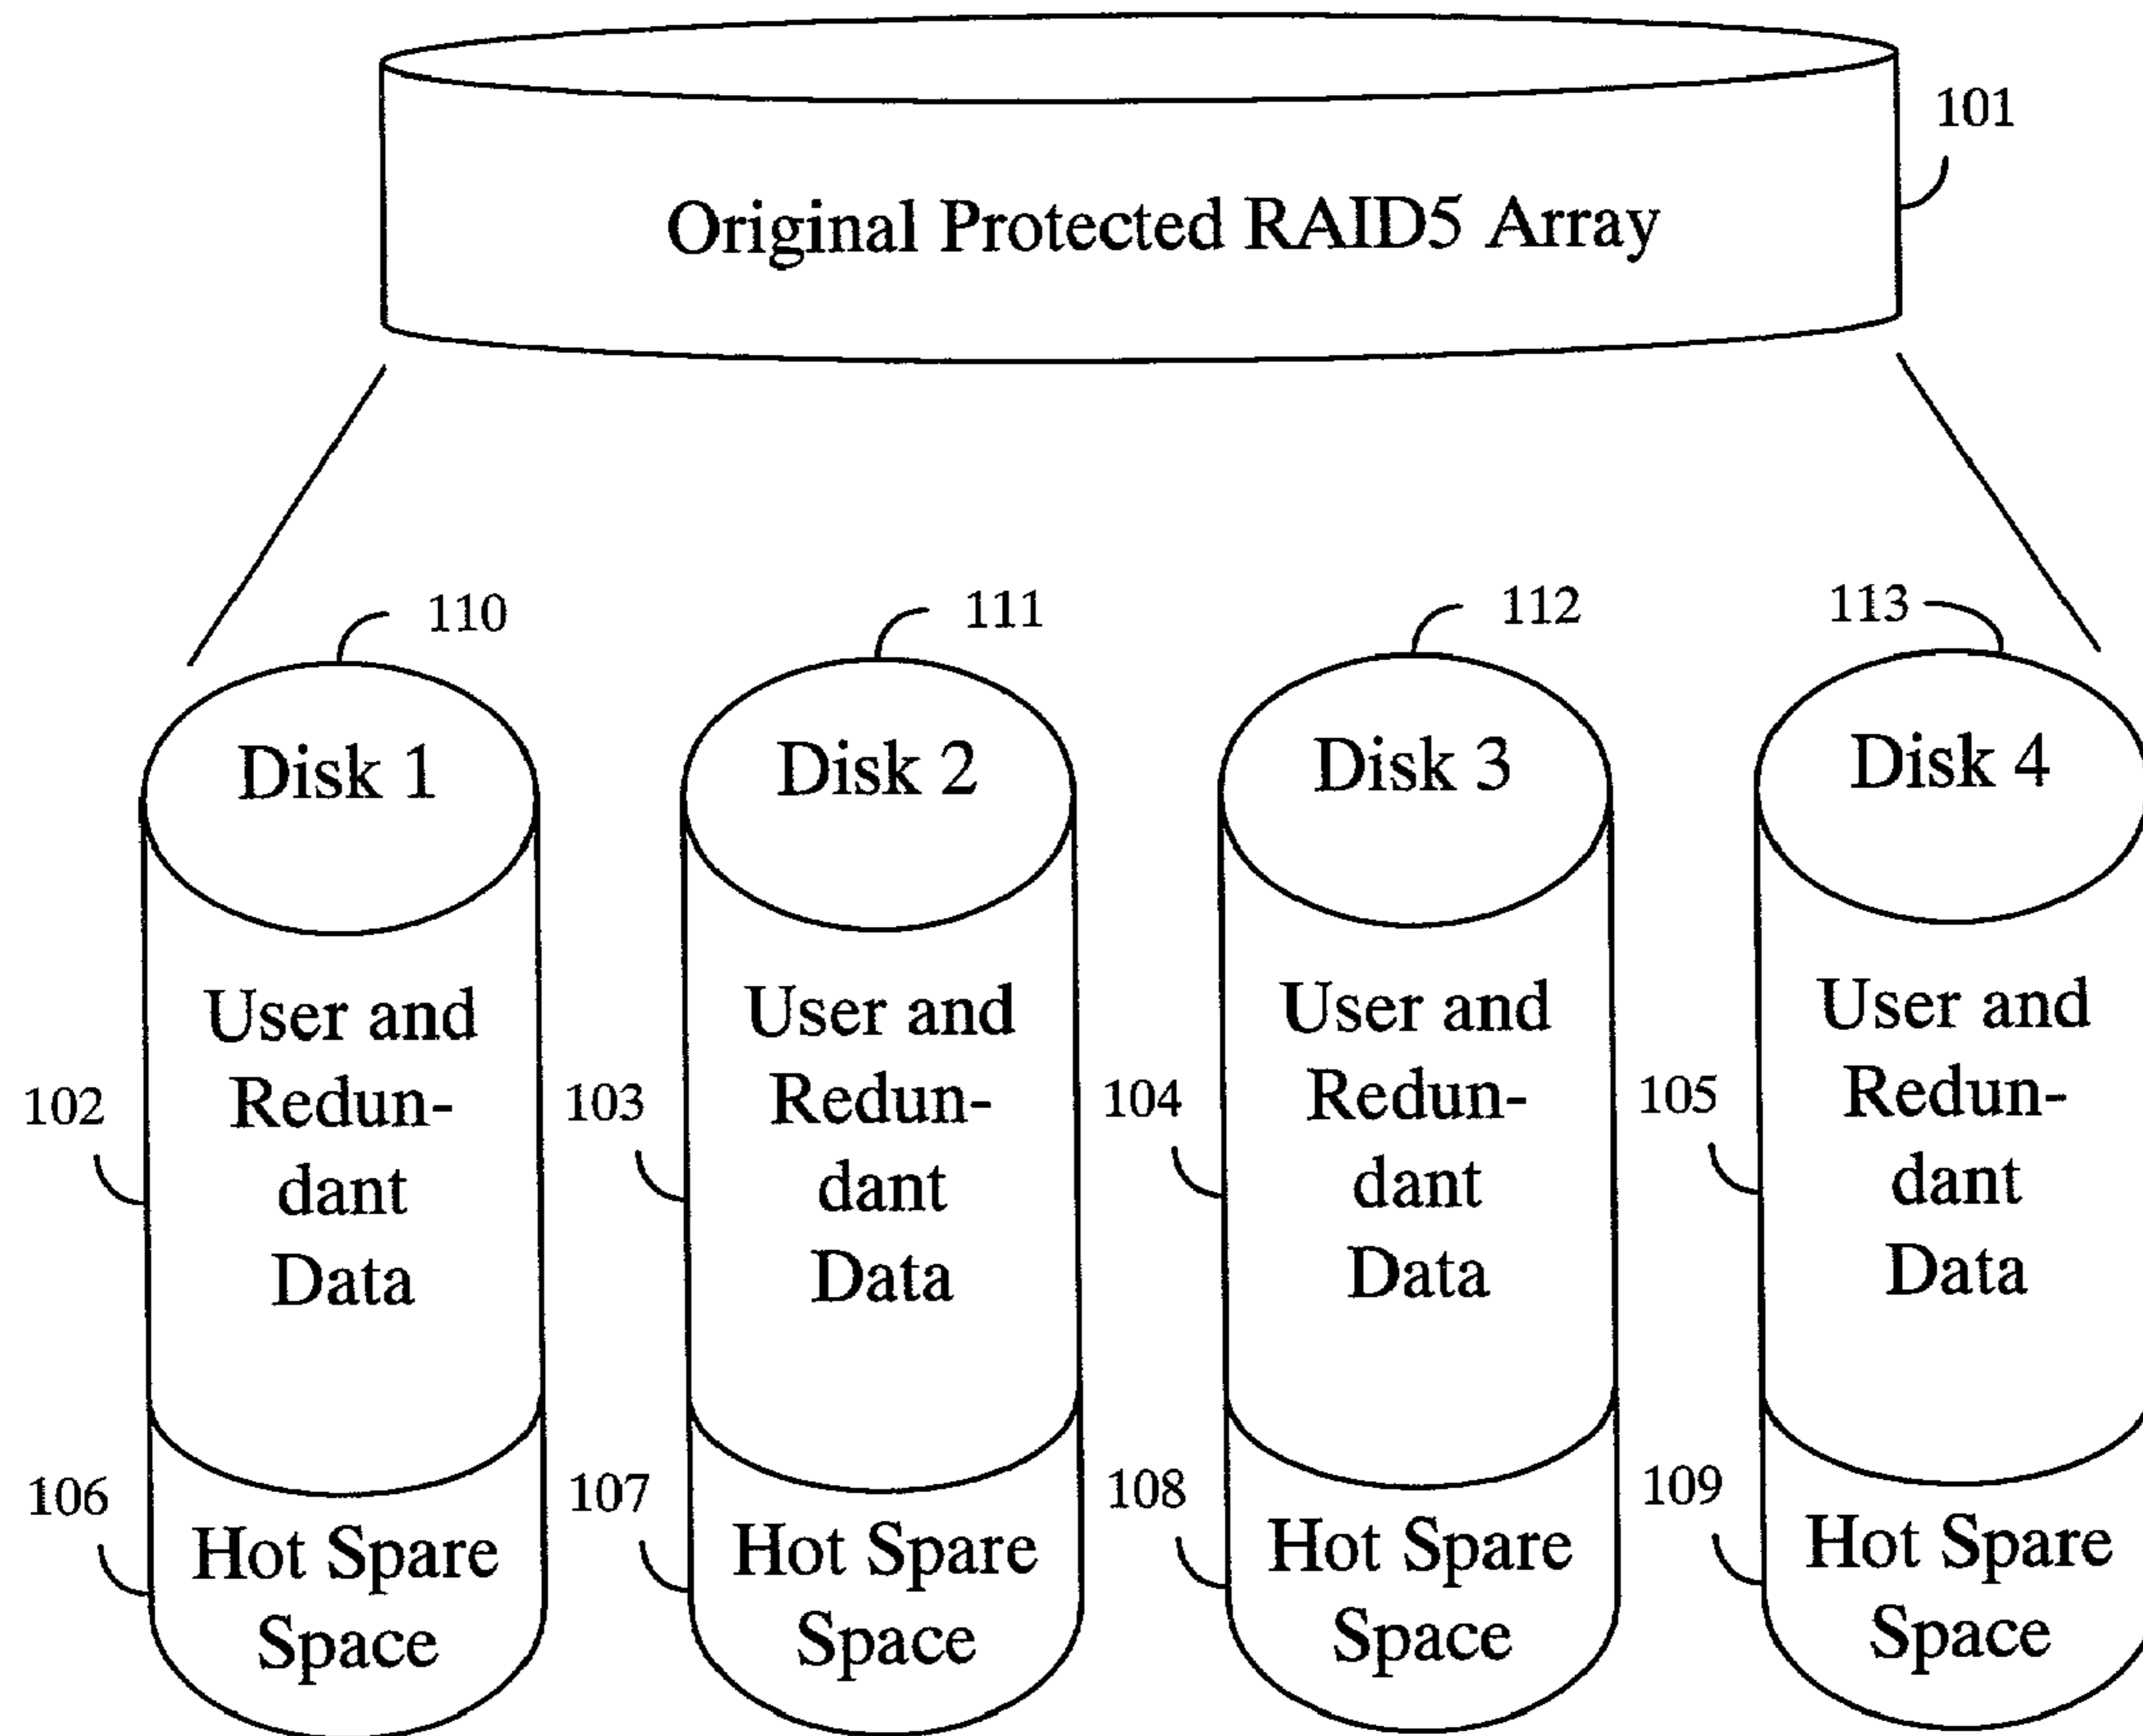 101
Original Protected RAID5 Array
110
111
112
113
Disk 1
Disk 2
Disk 3
Disk 4
User and
Redun-
dant
Data
User and
Redun-
dant
Data
User and
Redun-
dant
Data
User and
Redun-
dant
Data
102
103
104
105
106
107
108
109
Hot Spare
Space
Hot Spare
Space
Hot Spare
Space
Hot Spare
Space